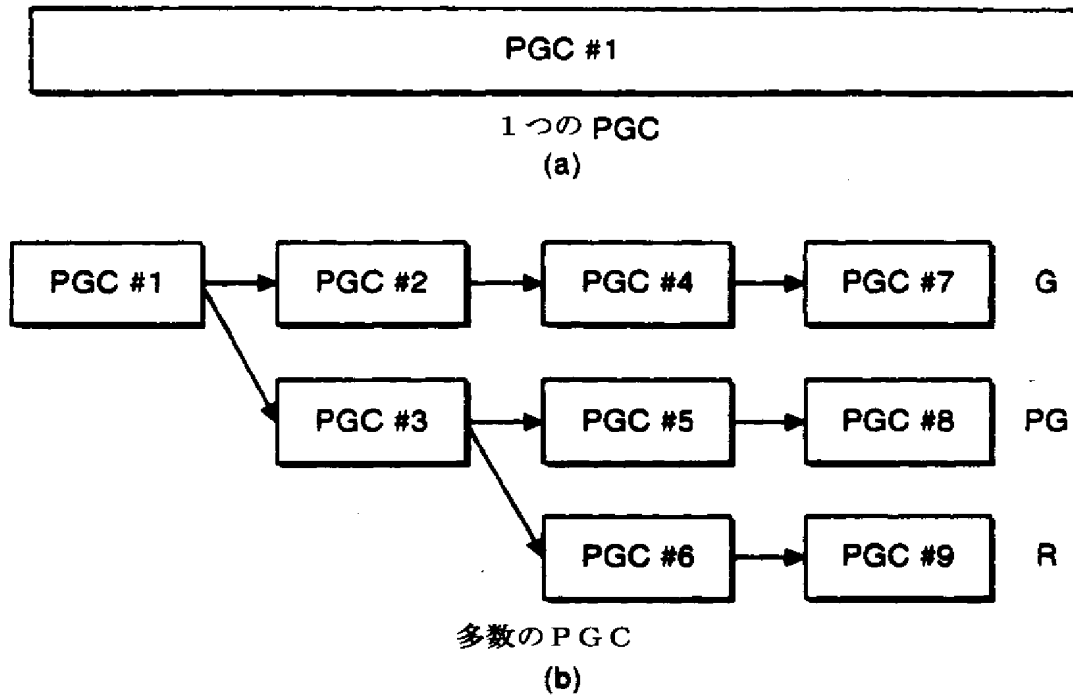 PGC #1
1つの PGC
(a)
PGC #1 PGC #2 PGC #4 PGC #7 G
PGC #3 PGC #5 PGC #8 PG
PGC #6 PGC #9 R
多数のPGC
(b)